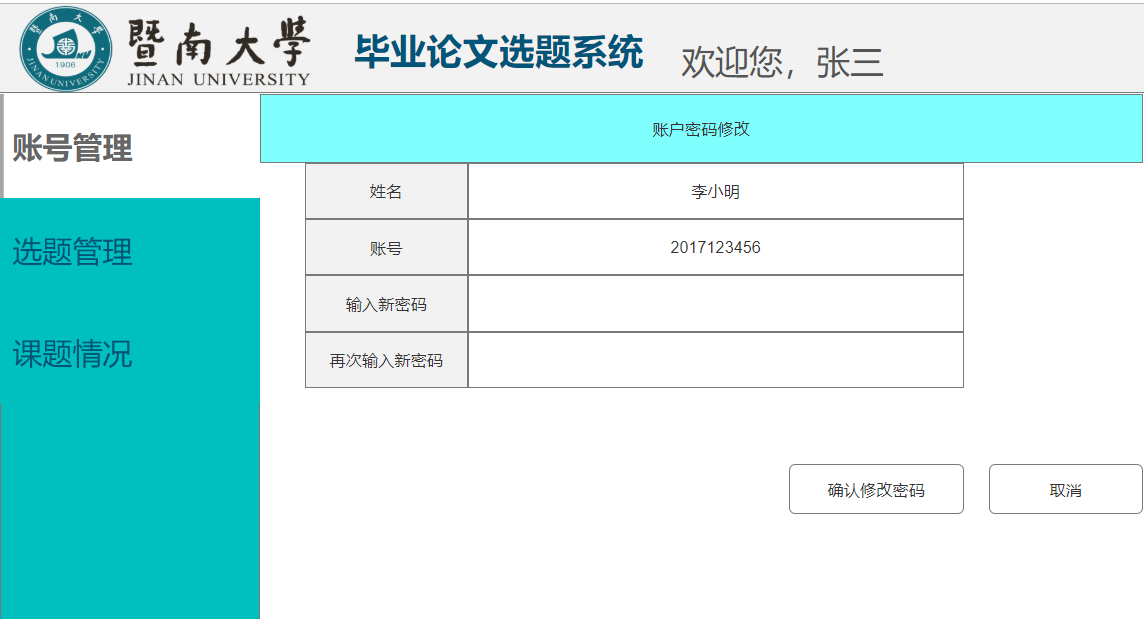 暨南大學
JINAN UNIVERSITY
1906
毕业论文选题系统
欢迎您，张三
账号管理
选题管理
课题情况
账户密码修改
姓名 李小明
账号 2017123456
输入新密码
再次输入新密码
确认修改密码 取消